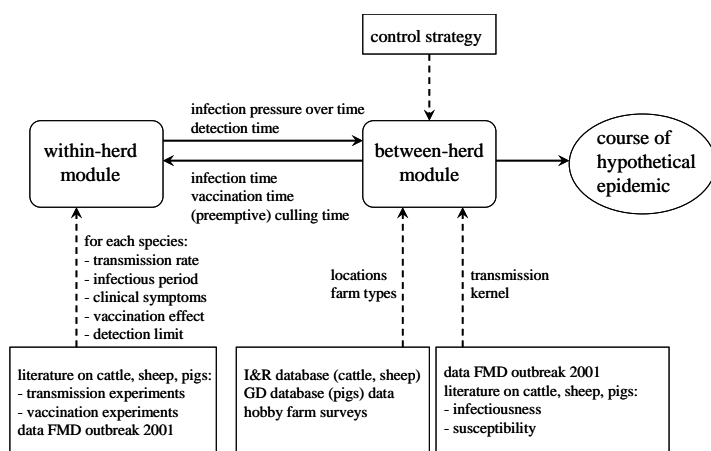 control strategy
infection pressure over time
detection time
within-herd
module
between-herd
module
course of
hypothetical
epidemic
infection time
vaccination time
(preemptive) culling time
for each species:
- transmission rate
- infectious period
- clinical symptoms
- vaccination effect
- detection limit
locations
farm types
transmission
kernel
literature on cattle, sheep, pigs:
- transmission experiments
- vaccination experiments
data FMD outbreak 2001
I&R database (cattle, sheep)
GD database (pigs) data
hobby farm surveys
data FMD outbreak 2001
literature on cattle, sheep, pigs:
- infectiousness
- susceptibility